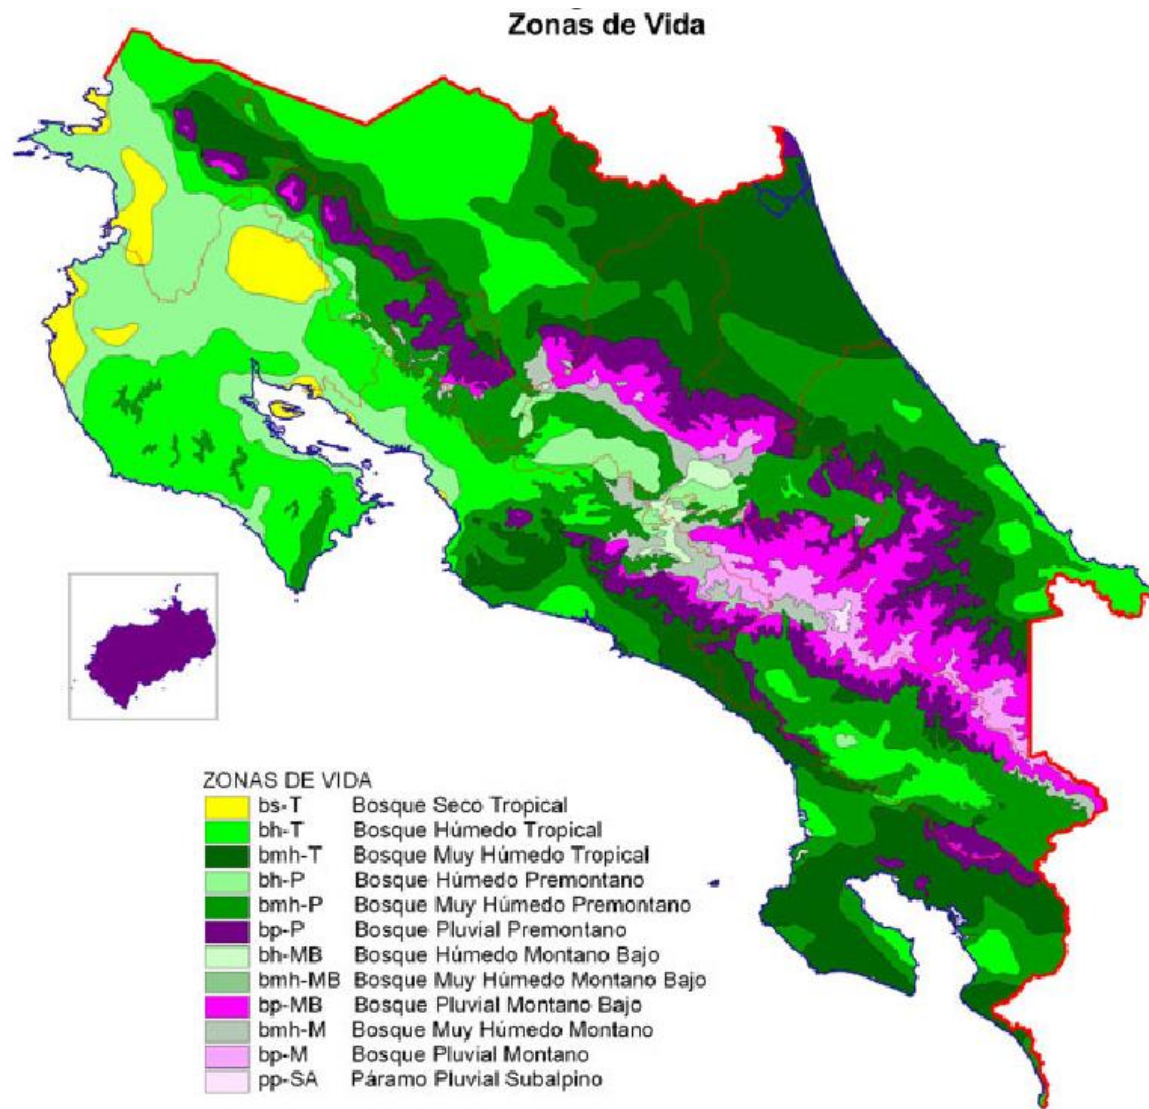 Zonas de Vida
ZONAS DE VIDA
bs-T Bosque Seco Tropical
bh-T Bosque Húmedo Tropical
bmh-T Bosque Muy Húmedo Tropical
bh-P Bosque Húmedo Premontano
bmh-P Bosque Muy Húmedo Premontano
bp-P Bosque Pluvial Premontano
bh-MB Bosque Húmedo Montano Bajo
bmh-MB Bosque Muy Húmedo Montano Bajo
bp-MB Bosque Pluvial Montano Bajo
bmh-M Bosque Muy Húmedo Montano
bp-M Bosque Pluvial Montano
pp-SA Páramo Pluvial Subalpino